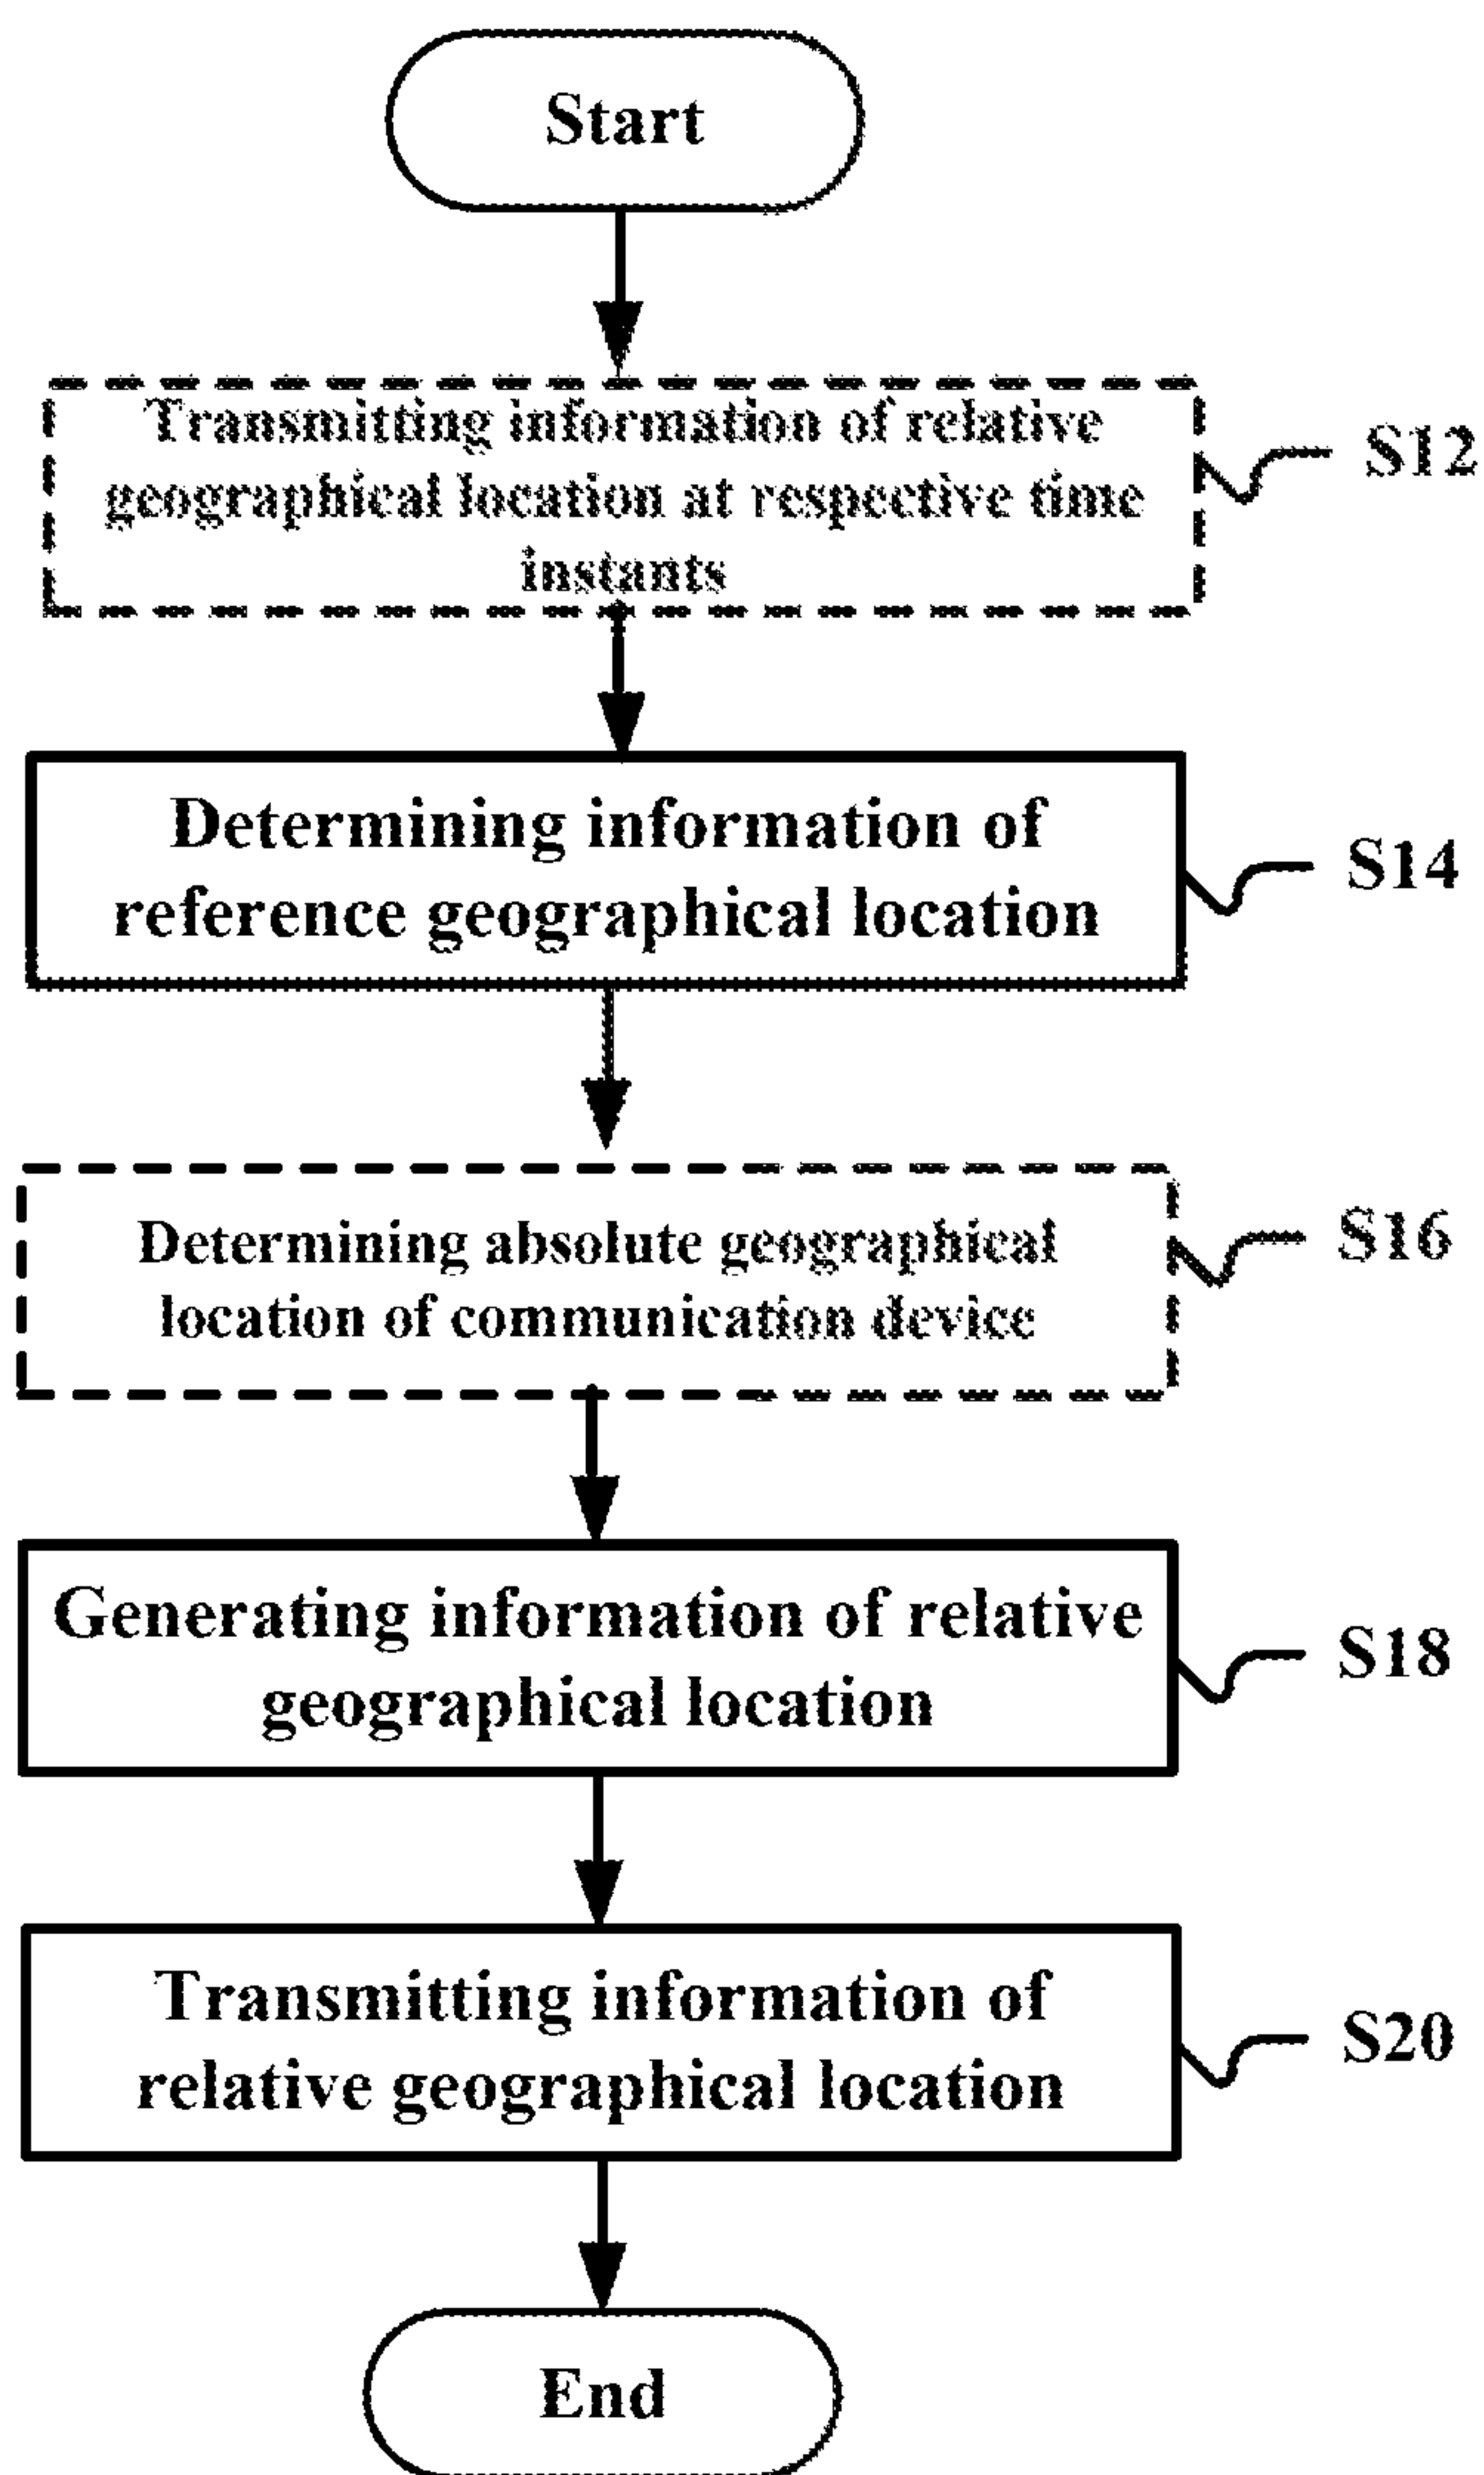 Start
Transmitting information of relative
geographical location at respective time
instants
S12
Determining information of
reference geographical location
S14
Determining absolute geographical
location of communication device
S16
Generating information of relative
geographical location
S18
Transmitting information of
relative geographical location
S20
End